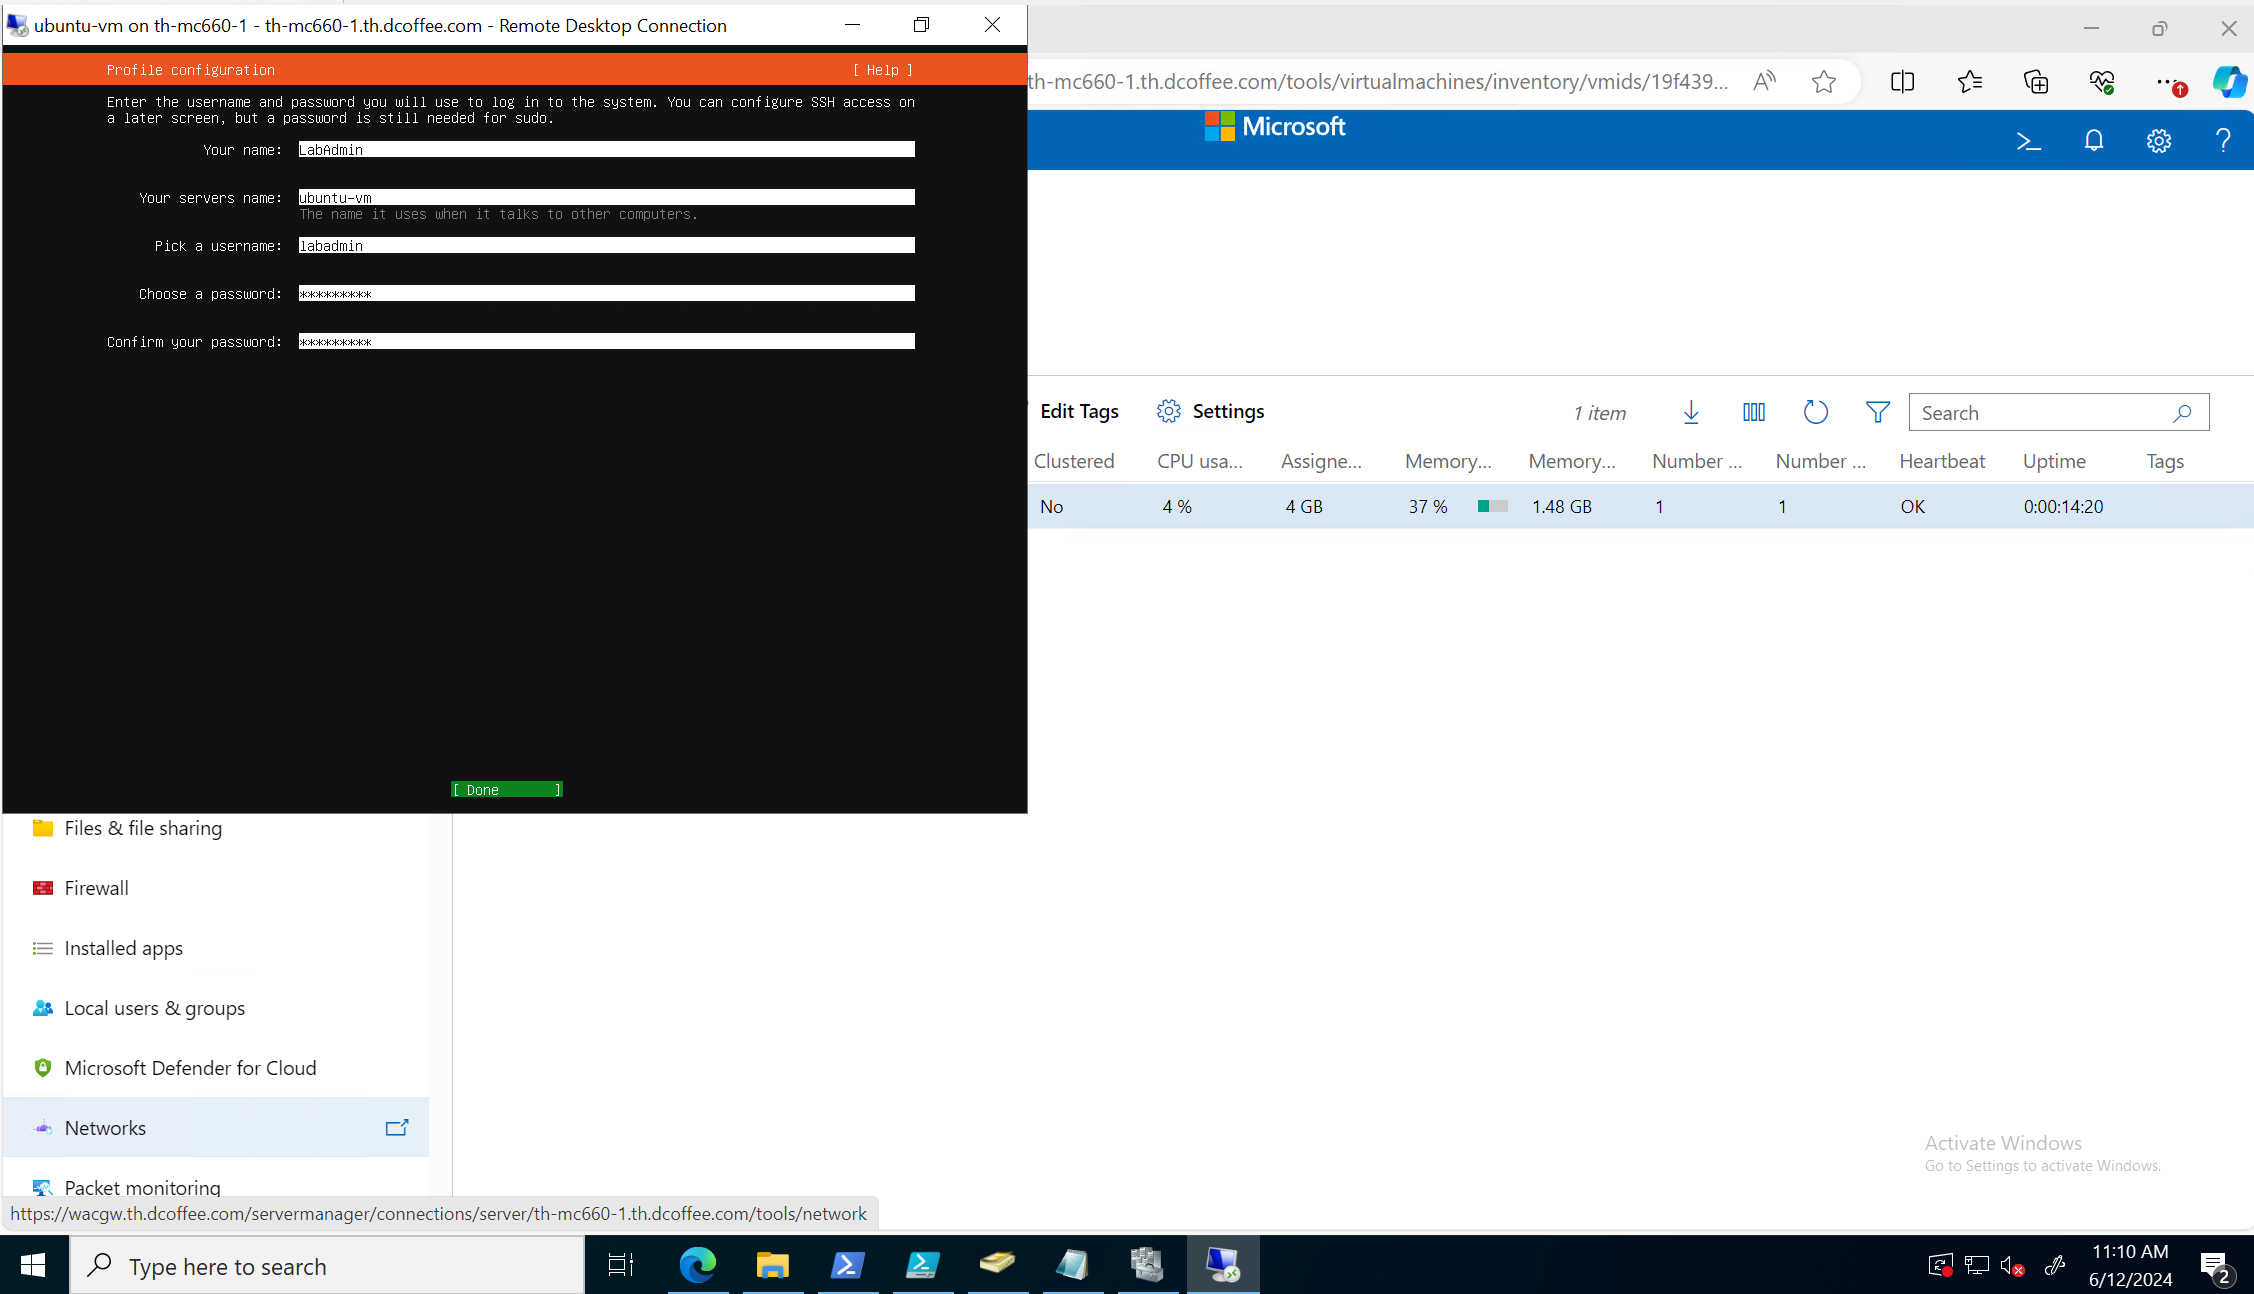 ubuntu-vm on th-mc660-1 - th-mc660-1.th.dcoffee.com - Remote Desktop Connection
Profile configuration [ Help ]
Enter the username and password you will use to log in to the system. You can configure SSH access on
a later screen, but a password is still needed for sudo.
Your name: LabAdmin
Your servers name: ubuntu-vm
The name it uses when it talks to other computers.
Pick a username: labadmin
Choose a password: *********
Confirm your password: *********
[ Done ]
th-mc660-1.th.dcoffee.com/tools/virtualmachines/inventory/vmids/19f439...
Microsoft
Edit Tags Settings 1 item Search
Clustered CPU usa... Assigne... Memory... Memory... Number ... Number ... Heartbeat Uptime Tags
No 4 % 4 GB 37 % 1.48 GB 1 1 OK 0:00:14:20
Files & file sharing
Firewall
Installed apps
Local users & groups
Microsoft Defender for Cloud
Networks
Packet monitoring
https://wacgw.th.dcoffee.com/servermanager/connections/server/th-mc660-1.th.dcoffee.com/tools/network
Activate Windows
Go to Settings to activate Windows.
Type here to search
11:10 AM
6/12/2024
2